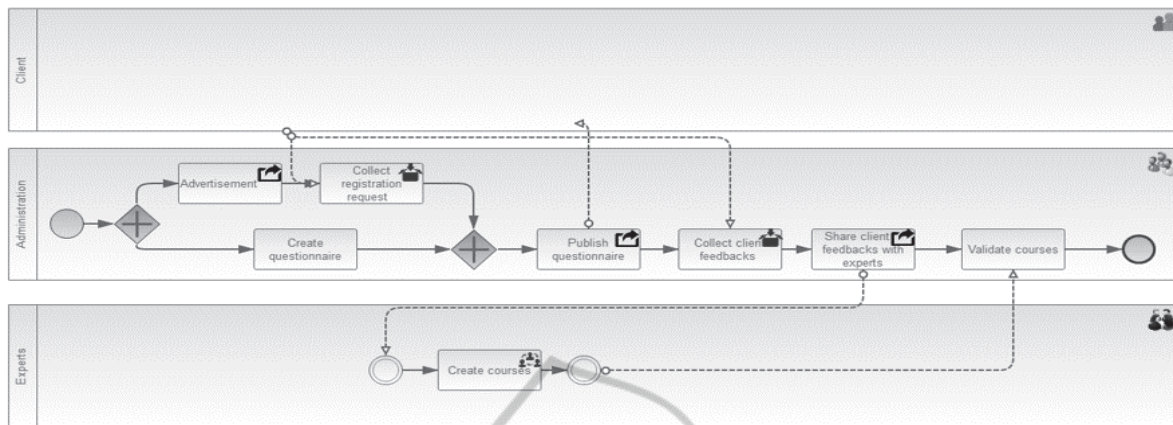 Client
Administration
Advertisement
Collect
registration
request
Create
questionnaire
Publish
questionnaire
Collect client
feedbacks
Share client
feedbacks with
experts
Validate courses
Experts
Create courses